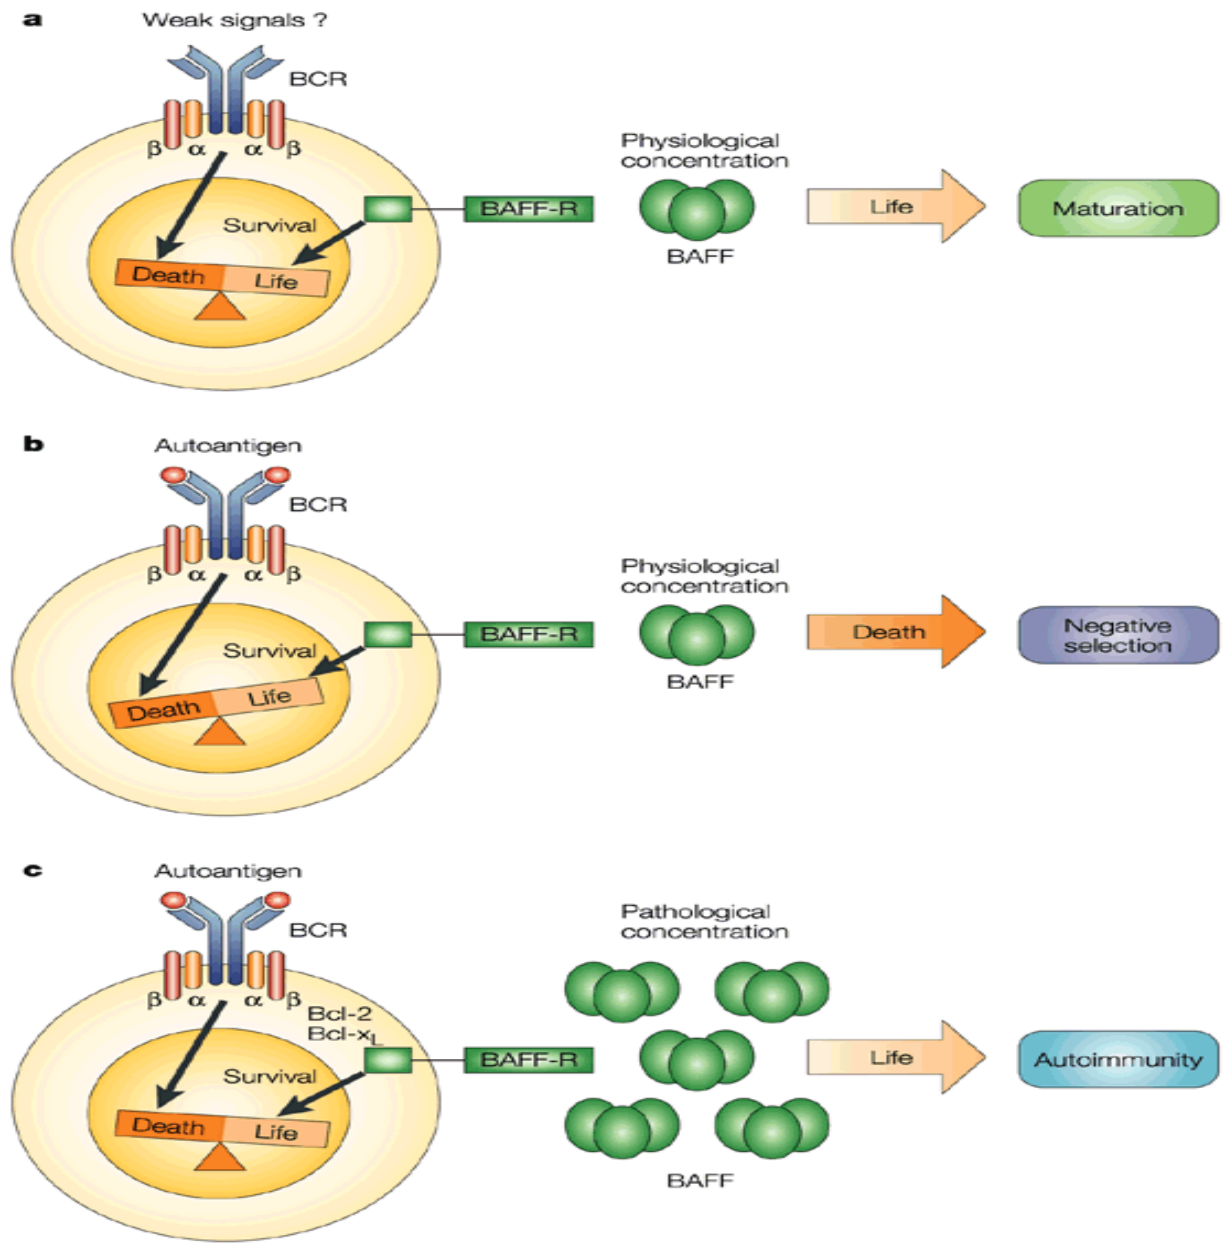 a
Weak signals ?
BCR
β α α β
Physiological
concentration
Survival
BAFF-R
Life
Maturation
Death Life
BAFF
b
Autoantigen
BCR
β α α β
Physiological
concentration
Survival
BAFF-R
Death
Negative
selection
Death Life
BAFF
c
Autoantigen
BCR
Pathological
concentration
β α α β
Bcl-2
Bcl-xL
Survival
BAFF-R
Life
Autoimmunity
Death Life
BAFF